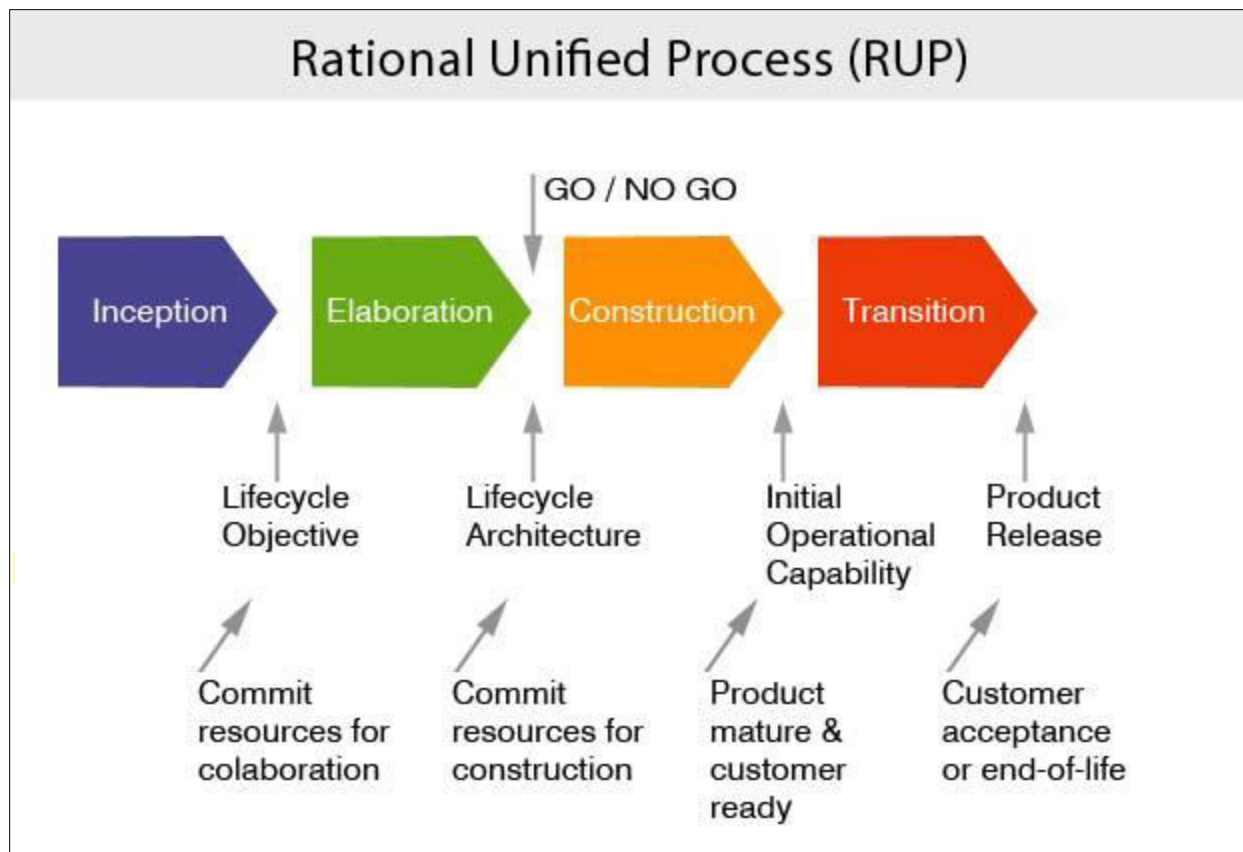 Rational Unified Process (RUP)
GO / NO GO
Inception
Elaboration
Construction
Transition
Lifecycle
Objective
Lifecycle
Architecture
Initial
Operational
Capability
Product
Release
Commit
resources for
colaboration
Commit
resources for
construction
Product
mature &
customer
ready
Customer
acceptance
or end-of-life